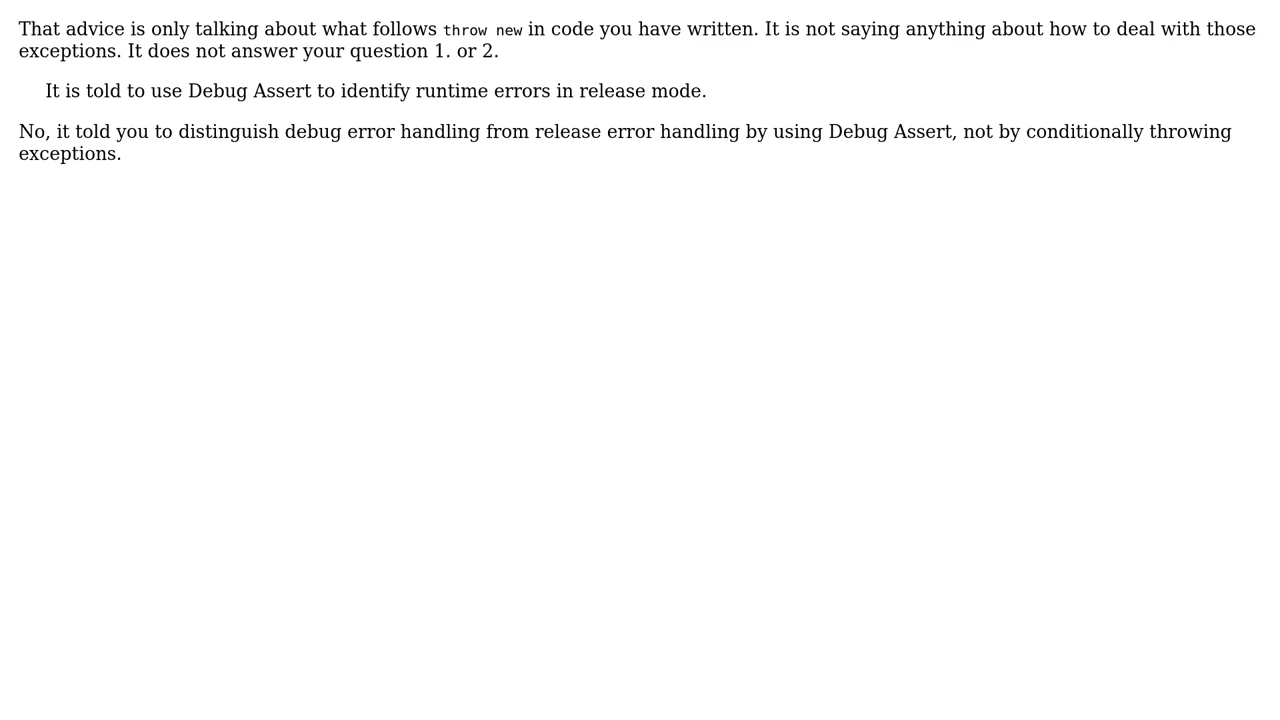 That advice is only talking about what follows throw new in code you have written. It is not saying anything about how to deal with those
exceptions. It does not answer your question 1. or 2.
It is told to use Debug Assert to identify runtime errors in release mode.
No, it told you to distinguish debug error handling from release error handling by using Debug Assert, not by conditionally throwing
exceptions.